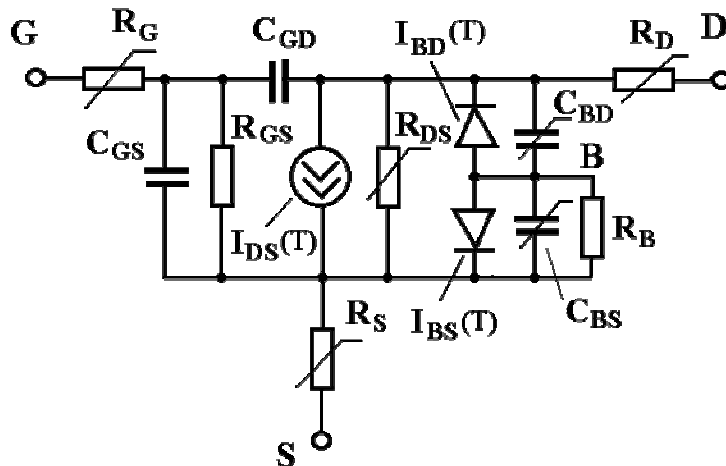 G
R_G
C_GD
I_BD(T)
R_D
D
C_GS
R_GS
R_DS
C_BD
B
I_DS(T)
R_B
R_S
I_BS(T)
C_BS
S